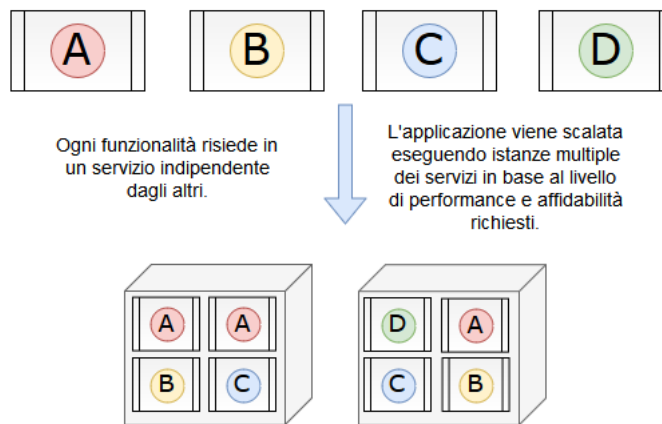 A
B
C
D
Ogni funzionalità risiede in
un servizio indipendente
dagli altri.
L'applicazione viene scalata
eseguendo istanze multiple
dei servizi in base al livello
di performance e affidabilità
richiesti.
A
A
B
C
D
A
C
B